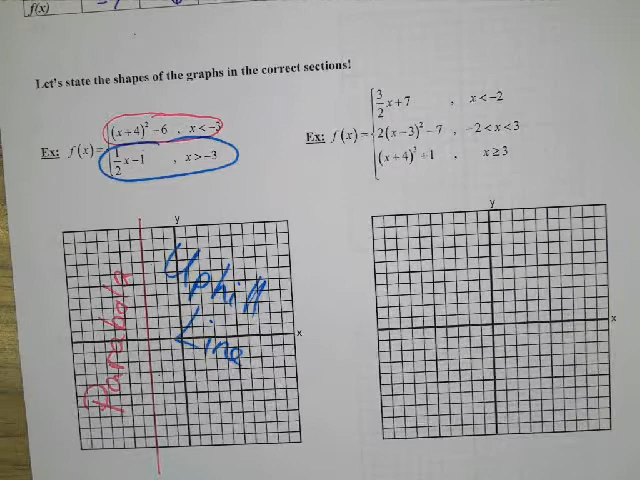 f(x)
Let's state the shapes of the graphs in the correct sections!
Ex: f(x)= (x+4)² -6 , x<-3
1/2 x-1 , x>-3
Ex: f(x)= 3/2 x+7 , x<-2
2(x-3)² -7 , -2<x<3
(x+4)² +1 , x≥3
y
x
Parabola
Uphill
Line
y
x